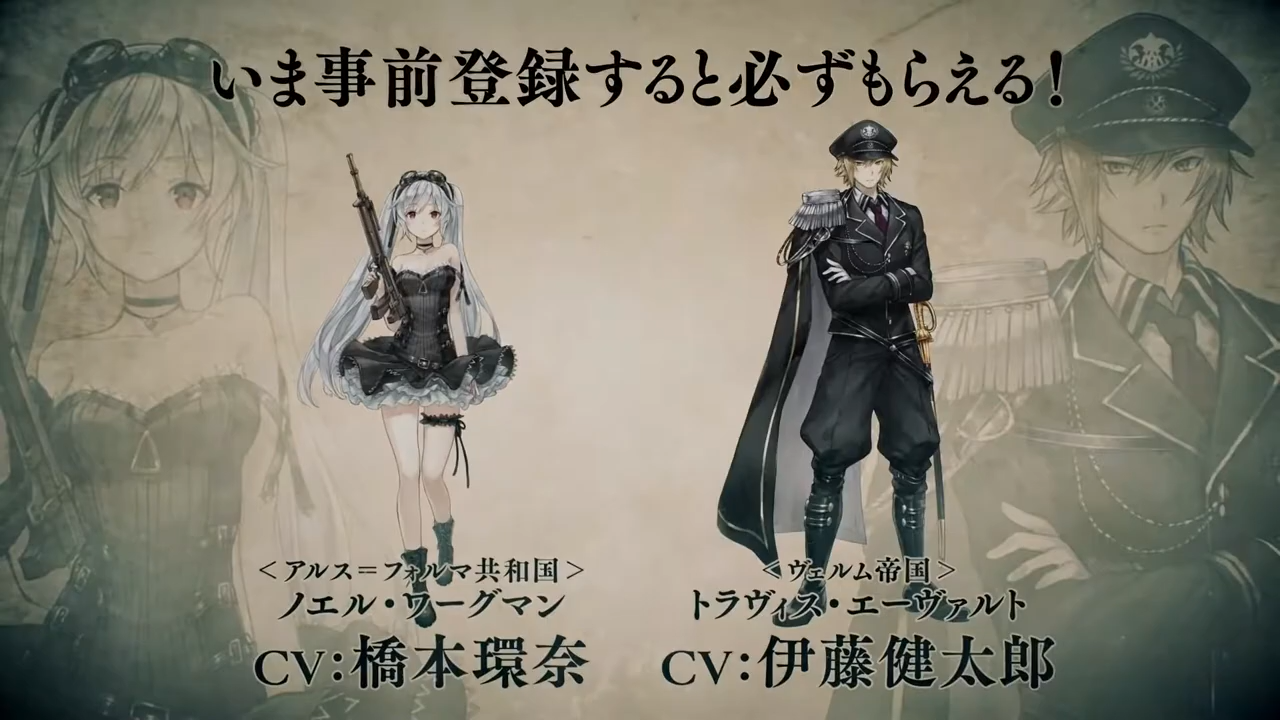 いま事前登録すると必ずもらえる!
<アルス=フォルマ共和国>
ノエル・ワーグマン
CV:橋本環奈
<ヴェルム帝国>
トラヴィス・エーヴァルト
CV:伊藤健太郎